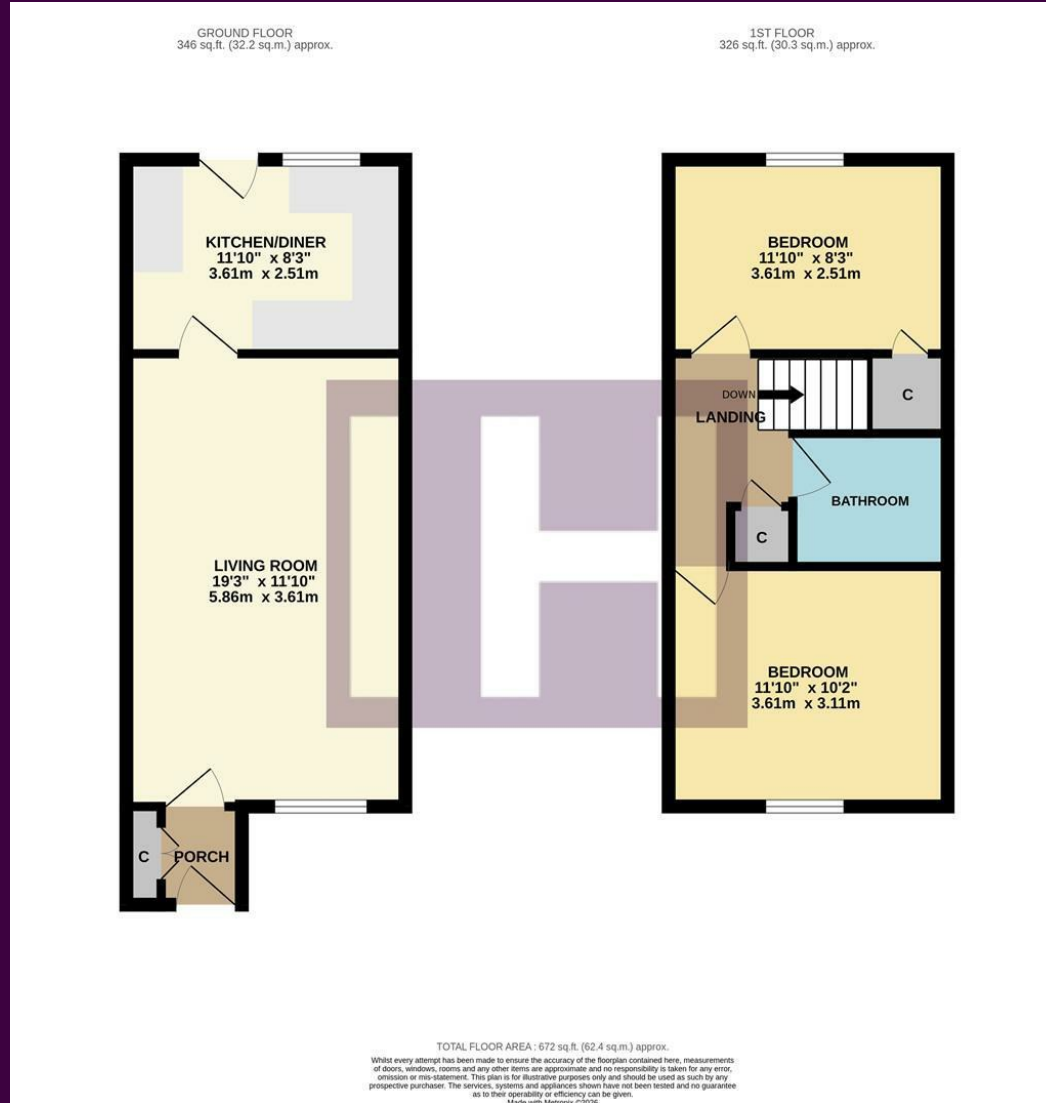 GROUND FLOOR
346 sq.ft. (32.2 sq.m.) approx.
KITCHEN/DINER
11'10" x 8'3"
3.61m x 2.51m
LIVING ROOM
19'3" x 11'10"
5.86m x 3.61m
C
PORCH
1ST FLOOR
326 sq.ft. (30.3 sq.m.) approx.
BEDROOM
11'10" x 8'3"
3.61m x 2.51m
DOWN
LANDING
C
BATHROOM
C
BEDROOM
11'10" x 10'2"
3.61m x 3.11m
TOTAL FLOOR AREA : 672 sq.ft. (62.4 sq.m.) approx.
Whilst every attempt has been made to ensure the accuracy of the floorplan contained here, measurements
of doors, windows, rooms and any other items are approximate and no responsibility is taken for any error,
omission or mis-statement. This plan is for illustrative purposes only and should be used as such by any
prospective purchaser. The services, systems and appliances shown have not been tested and no guarantee
as to their operability or efficiency can be given.
Made with Metropix ©2026